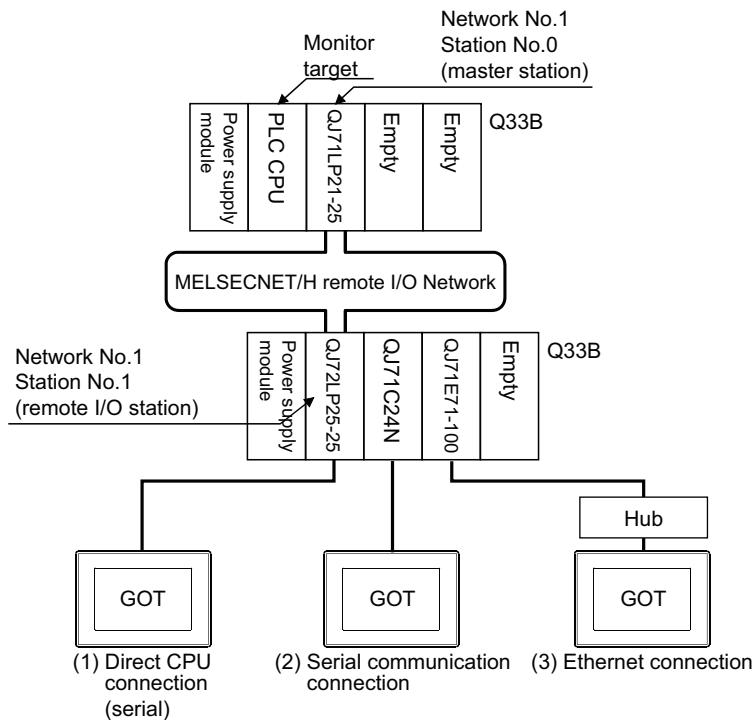 Monitor
target
Network No.1
Station No.0
(master station)
Power supply
module
PLC CPU
QJ71LP21-25
Empty
Empty
Q33B
MELSECNET/H remote I/O Network
Network No.1
Station No.1
(remote I/O station)
Power supply
module
QJ72LP25-25
QJ71C24N
QJ71E71-100
Empty
Q33B
Hub
GOT
GOT
GOT
(1) Direct CPU
connection
(serial)
(2) Serial communication
connection
(3) Ethernet connection